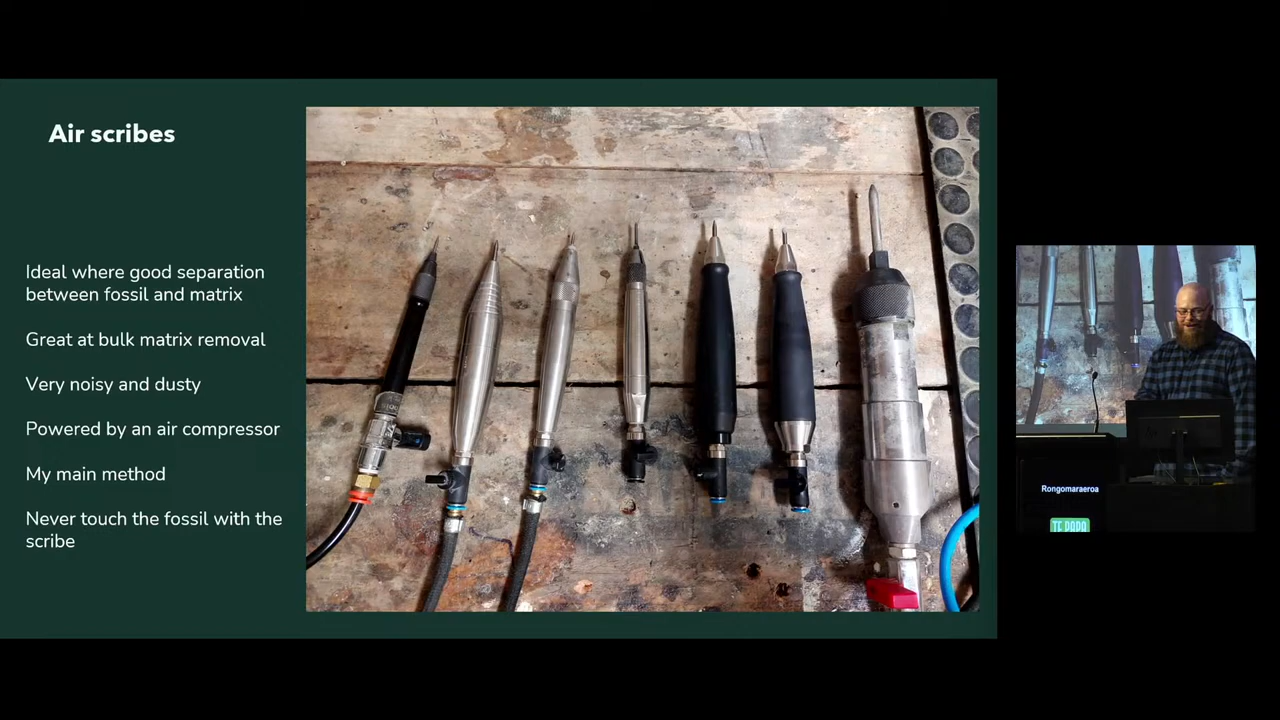 Air scribes
Ideal where good separation
between fossil and matrix
Great at bulk matrix removal
Very noisy and dusty
Powered by an air compressor
My main method
Never touch the fossil with the
scribe
Rongomaraeroa
TE PAPA